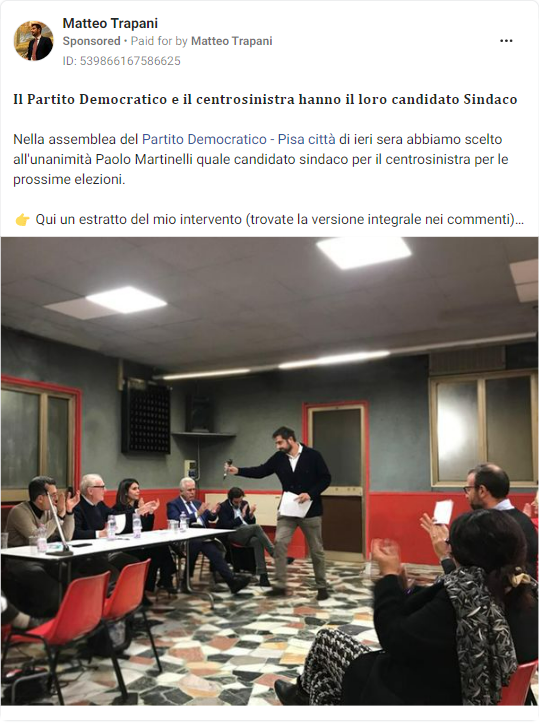 Matteo Trapani
Sponsored • Paid for by Matteo Trapani
ID: 539866167586625
Il Partito Democratico e il centrosinistra hanno il loro candidato Sindaco
Nella assemblea del Partito Democratico - Pisa città di ieri sera abbiamo scelto
all'unanimità Paolo Martinelli quale candidato sindaco per il centrosinistra per le
prossime elezioni.
👉 Qui un estratto del mio intervento (trovate la versione integrale nei commenti)...